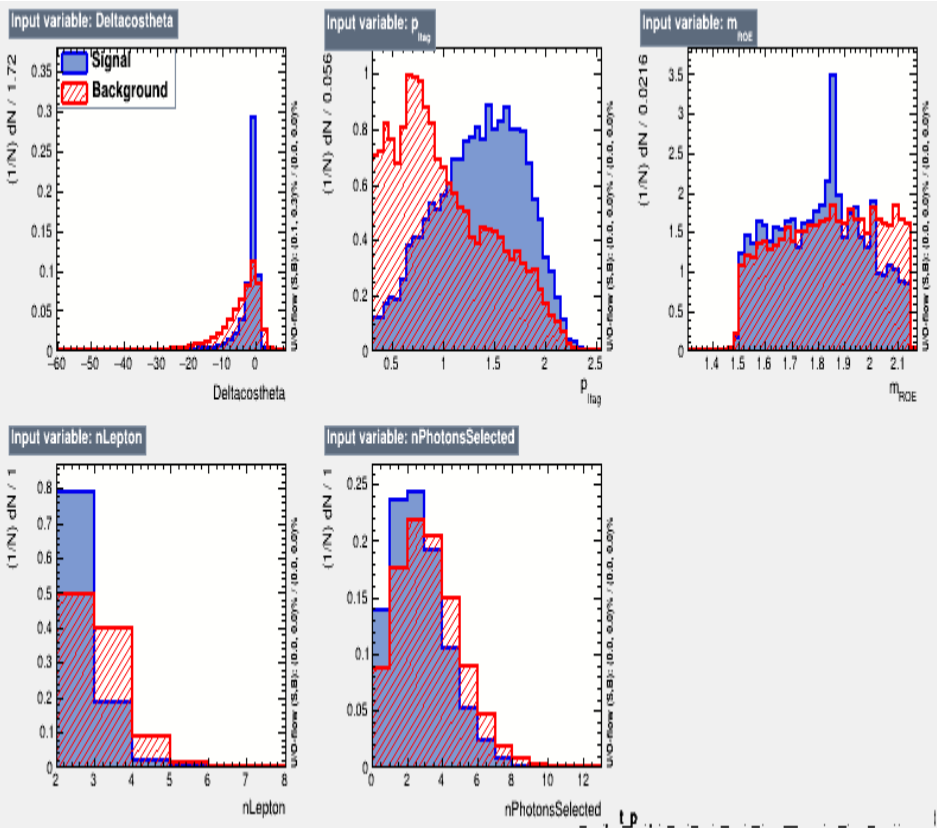 Input variable: Deltacostheta
(1/N) dN / 1.72
0.35
0.3
0.25
0.2
0.15
0.1
0.05
0
Signal
Background
-60 -50 -40 -30 -20 -10 0
Deltacostheta
U/O-flow (S,B): (0.1, 0.3)% / (0.0, 0.0)%
Input variable: p_ltag
(1/N) dN / 0.056
1
0.8
0.6
0.4
0.2
0
0.5 1 1.5 2 2.5
p_ltag
U/O-flow (S,B): (0.0, 0.0)% / (0.0, 0.0)%
Input variable: m_ROE
(1/N) dN / 0.0216
3.5
3
2.5
2
1.5
1
0.5
0
1.4 1.5 1.6 1.7 1.8 1.9 2 2.1
m_ROE
U/O-flow (S,B): (0.0, 0.0)% / (0.0, 0.0)%
Input variable: nLepton
(1/N) dN / 1
0.8
0.7
0.6
0.5
0.4
0.3
0.2
0.1
0
2 3 4 5 6 7 8
nLepton
U/O-flow (S,B): (0.0, 0.0)% / (0.0, 0.0)%
Input variable: nPhotonsSelected
(1/N) dN / 1
0.25
0.2
0.15
0.1
0.05
0
0 2 4 6 8 10 12
nPhotonsSelected
U/O-flow (S,B): (0.0, 0.0)% / (0.0, 0.0)%
t_p